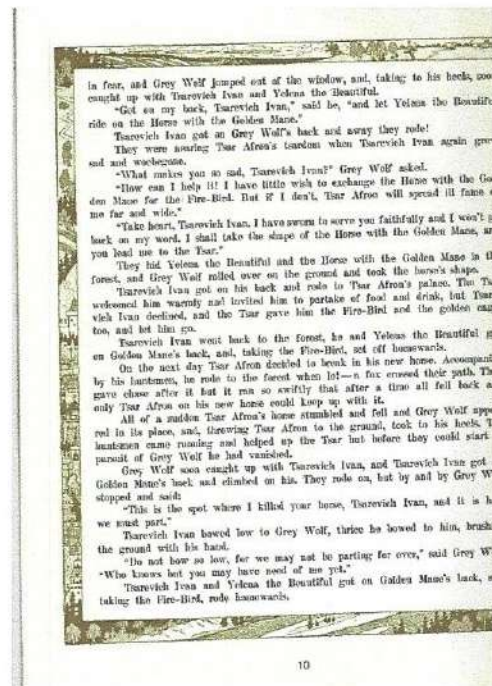 in fear, and Grey Wolf jumped out of the window, and, taking to his heels, soo
caught up with Tsarevich Ivan and Yelena the Beautiful.
"Get on my back, Tsarevich Ivan," said he, "and let Yelena the Beautiful
ride on the Horse with the Golden Mane."
Tsarevich Ivan got on Grey Wolf's back and away they rode!
They were nearing Tsar Afron's tsardom when Tsarevich Ivan again grew
sad and woebegone.
"What makes you so sad, Tsarevich Ivan?" Grey Wolf asked.
"How can I help it! I have little wish to exchange the Horse with the Gol
den Mane for the Fire-Bird. But if I don't, Tsar Afron will spread ill fame o
me far and wide."
"Take heart, Tsarevich Ivan, I have sworn to serve you faithfully and I won't g
back on my word. I shall take the shape of the Horse with the Golden Mane, an
you lead me to the Tsar."
They hid Yelena the Beautiful and the Horse with the Golden Mane in th
forest, and Grey Wolf rolled over on the ground and took the horse's shape.
Tsarevich Ivan got on his back and rode to Tsar Afron's palace. The Tsa
welcomed him warmly and invited him to partake of food and drink, but Tsar
vich Ivan declined, and the Tsar gave him the Fire-Bird and the golden cag
too, and let him go.
Tsarevich Ivan went back to the forest, he and Yelena the Beautiful g
on Golden Mane's back, and, taking the Fire-Bird, set off homewards.
On the next day Tsar Afron decided to break in his new horse. Accompani
by his huntsmen, he rode to the forest when lo!—a fox crossed their path. Th
gave chase after it but it ran so swiftly that after a time all fell back a
only Tsar Afron on his new horse could keep up with it.
All of a sudden Tsar Afron's horse stumbled and fell and Grey Wolf appe
red in its place, and, throwing Tsar Afron to the ground, took to his heels. T
huntsmen came running and helped up the Tsar but before they could start
pursuit of Grey Wolf he had vanished.
Grey Wolf soon caught up with Tsarevich Ivan, and Tsarevich Ivan got
Golden Mane's back and climbed on his. They rode on, but by and by Grey W
stopped and said:
"This is the spot where I killed your horse, Tsarevich Ivan, and it is h
we must part."
Tsarevich Ivan bowed low to Grey Wolf, thrice he bowed to him, brush
the ground with his hand.
"Do not bow so low, for we may not be parting for ever," said Grey W
"Who knows but you may have need of me yet."
Tsarevich Ivan and Yelena the Beautiful got on Golden Mane's back, a
taking the Fire-Bird, rode homewards.
10